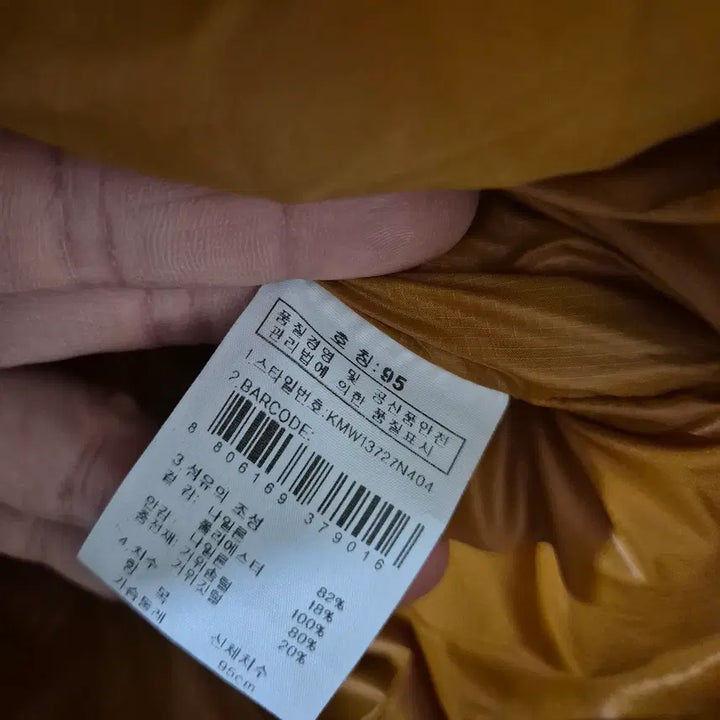 호 칭:95
품질경영 및 공산품안전
관리법에 의한 품질표시
1.스타일번호:KMW13727N404
2.BARCODE:
8 806169 379016
3.섬유의 조성
겉 감: 나일론 82%
폴리에스터 18%
안감: 나일론 100%
충전재: 거위솜털 80%
거위깃털 20%
4.치수
항 목 신체치수
가슴둘레 95cm